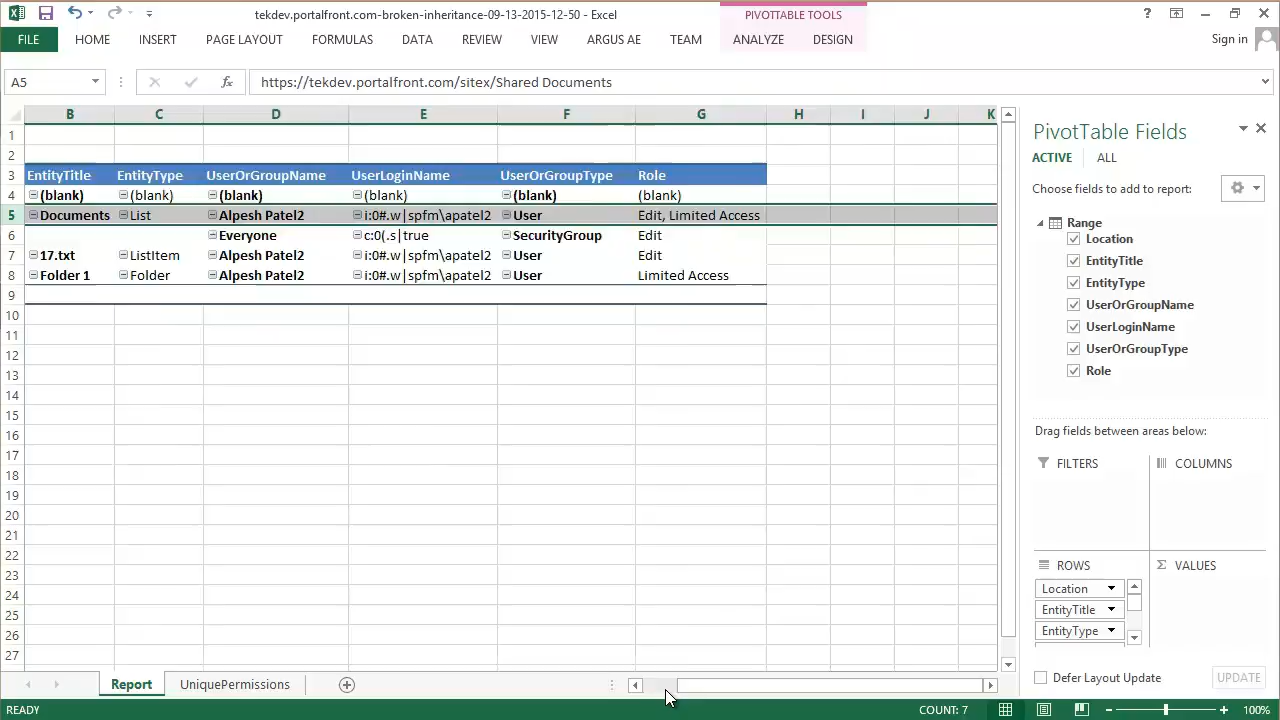 tekdev.portalfront.com-broken-inheritance-09-13-2015-12-50 - Excel
PIVOTTABLE TOOLS
?
FILE HOME INSERT PAGE LAYOUT FORMULAS DATA REVIEW VIEW ARGUS AE TEAM ANALYZE DESIGN Sign in
A5 fx https://tekdev.portalfront.com/sitex/Shared Documents
B C D E F G H I J K
1
2
3 EntityTitle EntityType UserOrGroupName UserLoginName UserOrGroupType Role
4 (blank) (blank) (blank) (blank) (blank) (blank)
5 Documents List Alpesh Patel2 i:0#.w|spfm\apatel2 User Edit, Limited Access
6 Everyone c:0(.s|true SecurityGroup Edit
7 17.txt ListItem Alpesh Patel2 i:0#.w|spfm\apatel2 User Edit
8 Folder 1 Folder Alpesh Patel2 i:0#.w|spfm\apatel2 User Limited Access
9
10
11
12
13
14
15
16
17
18
19
20
21
22
23
24
25
26
27
PivotTable Fields
ACTIVE ALL
Choose fields to add to report:
Range
Location
EntityTitle
EntityType
UserOrGroupName
UserLoginName
UserOrGroupType
Role
Drag fields between areas below:
FILTERS COLUMNS
ROWS Σ VALUES
Location
EntityTitle
EntityType
Defer Layout Update UPDATE
Report UniquePermissions
READY COUNT: 7 100%